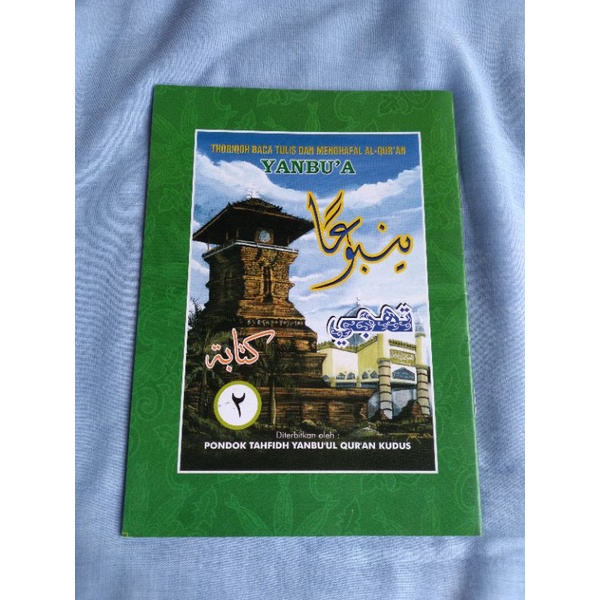 THORIQOH BACA TULIS DAN MENGHAFAL AL-QUR'AN
YANBU'A
ينبوعا
تهجي
كتابة
٢
Diterbitkan oleh :
PONDOK TAHFIDH YANBU'UL QUR'AN KUDUS